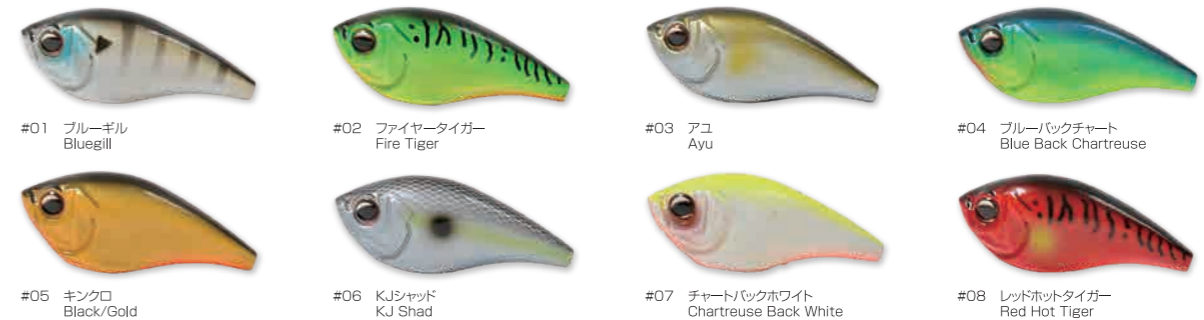 #01 ブルーギル
Bluegill
#02 ファイヤータイガー
Fire Tiger
#03 アユ
Ayu
#04 ブルーバックチャート
Blue Back Chartreuse
#05 キンクロ
Black/Gold
#06 KJシャッド
KJ Shad
#07 チャートバックホワイト
Chartreuse Back White
#08 レッドホットタイガー
Red Hot Tiger